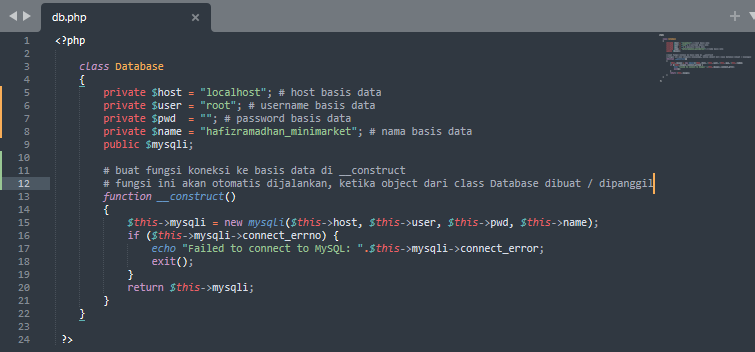 db.php
1 <?php
2
3 class Database
4 {
5 private $host = "localhost"; # host basis data
6 private $user = "root"; # username basis data
7 private $pwd  = ""; # password basis data
8 private $name = "hafizramadhan_minimarket"; # nama basis data
9 public $mysqli;
10
11 # buat fungsi koneksi ke basis data di __construct
12 # fungsi ini akan otomatis dijalankan, ketika object dari class Database dibuat / dipanggil
13 function __construct()
14 {
15 $this->mysqli = new mysqli($this->host, $this->user, $this->pwd, $this->name);
16 if ($this->mysqli->connect_errno) {
17 echo "Failed to connect to MySQL: ".$this->mysqli->connect_error;
18 exit();
19 }
20 return $this->mysqli;
21 }
22 }
23
24 ?>